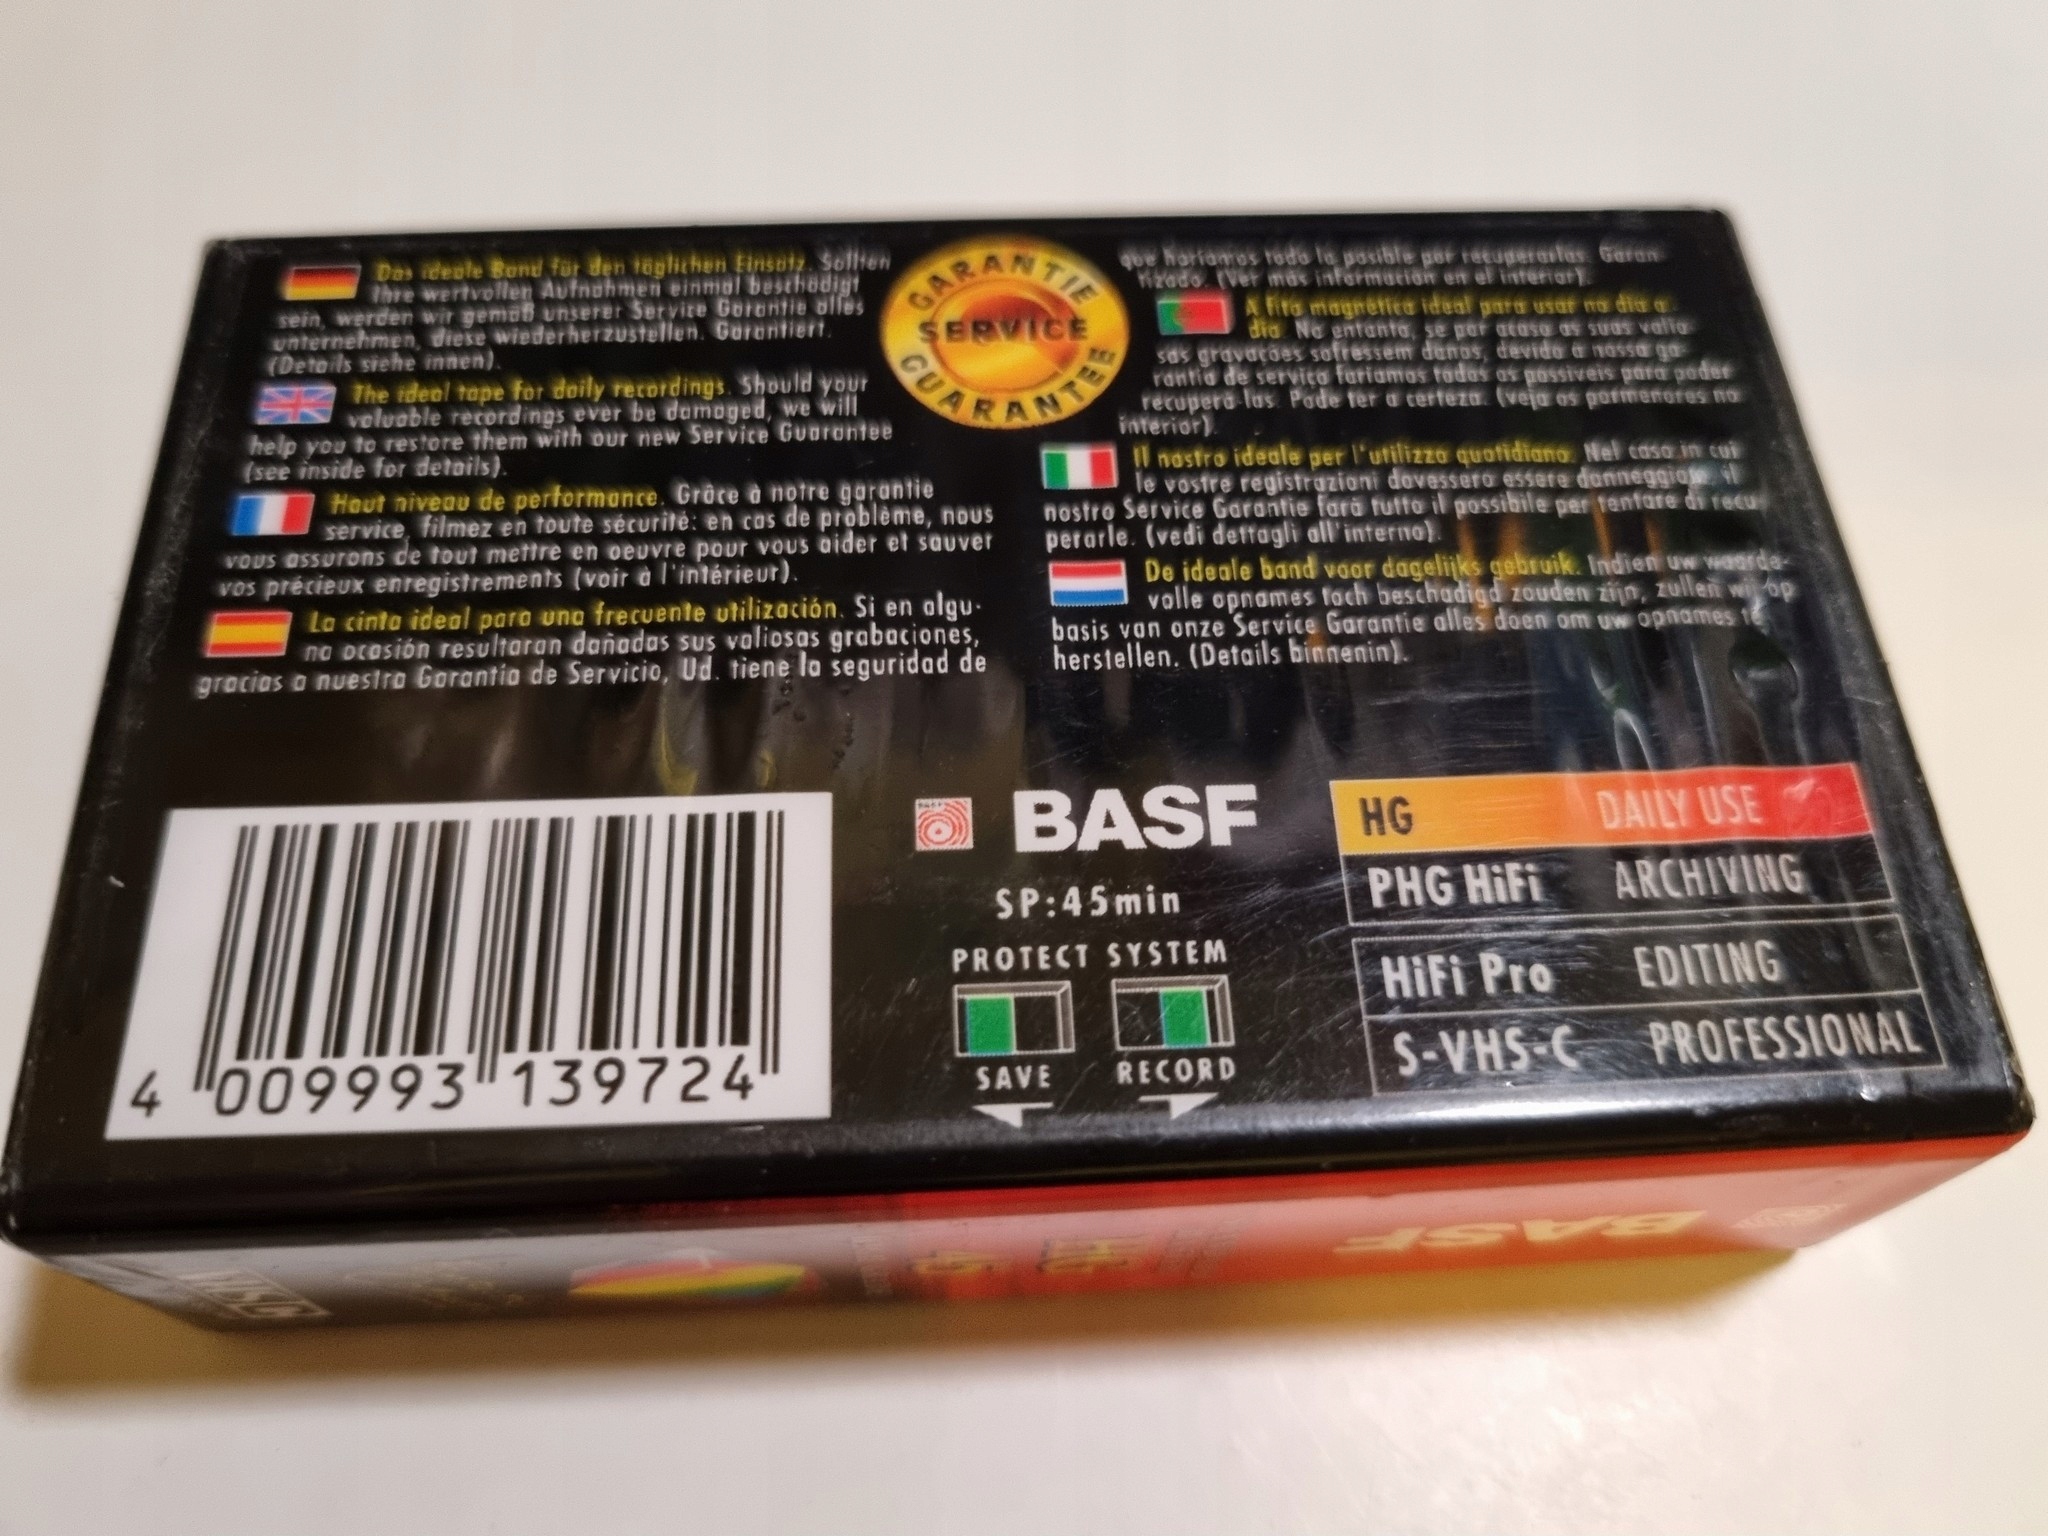 Das ideale Band für den täglichen Einsatz. Sollten
Ihre wertvollen Aufnahmen einmal beschädigt
sein, werden wir gemäß unserer Service Garantie alles
unternehmen, diese wiederherzustellen. Garantiert.
(Details siehe innen).
The ideal tape for daily recordings. Should your
valuable recordings ever be damaged, we will
help you to restore them with our new Service Guarantee
(see inside for details).
Haut niveau de performance. Grâce à notre garantie
service, filmez en toute sécurité: en cas de problème, nous
vous assurons de tout mettre en oeuvre pour vous aider et sauver
vos précieux enregistrements (voir à l'intérieur).
La cinta ideal para una frecuente utilización. Si en algu-
na ocasión resultaran dañadas sus valiosas grabaciones,
gracias a nuestra Garantía de Servicio, Ud. tiene la seguridad de
GARANTIE
SERVICE
GUARANTEE
que haríamos todo lo posible por recuperarlas. Garan-
tizado. (Ver más información en el interior).
A fita magnética ideal para usar no dia a
dia. No entanto, se por acaso as suas valio-
sas gravações sofressem danos, devido a nossa ga-
rantia de serviço faríamos todos os possíveis para poder
recuperá-las. Pode ter a certeza. (veja os pormenores no
interior).
Il nastro ideale per l'utilizzo quotidiano. Nel caso in cui
le vostre registrazioni dovessero essere danneggiate, il
nostro Service Garantie farà tutto il possibile per tentare di recu-
perarle. (vedi dettagli all'interno).
De ideale band voor dagelijks gebruik. Indien uw waarde-
volle opnames toch beschadigd zouden zijn, zullen wij op
basis van onze Service Garantie alles doen om uw opnames te
herstellen. (Details binnenin).
4 009993 139724
BASF
SP:45min
PROTECT SYSTEM
SAVE RECORD
HG DAILY USE
PHG HiFi ARCHIVING
HiFi Pro EDITING
S-VHS-C PROFESSIONAL
BASF
HG
45
VHS C